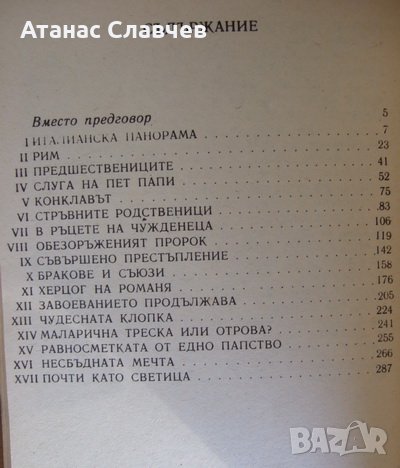 Атанас Славчев
СЪДЪРЖАНИЕ
Вместо предговор 5
I ИТАЛИАНСКА ПАНОРАМА 7
II РИМ 23
III ПРЕДШЕСТВЕНИЦИТЕ 41
IV СЛУГА НА ПЕТ ПАПИ 52
V КОНКЛАВЪТ 75
VI СТРЪВНИТЕ РОДСТВЕНИЦИ 83
VII В РЪЦЕТЕ НА ЧУЖДЕНЕЦА 106
VIII ОБЕЗОРЪЖЕНИЯТ ПРОРОК 119
IX СЪВЪРШЕНО ПРЕСТЪПЛЕНИЕ 142
X БРАКОВЕ И СЪЮЗИ 158
XI ХЕРЦОГ НА РОМАНЯ 176
XII ЗАВОЕВАНИЕТО ПРОДЪЛЖАВА 205
XIII ЧУДЕСНАТА КЛОПКА 224
XIV МАЛАРИЧНА ТРЕСКА ИЛИ ОТРОВА? 241
XV РАВНОСМЕТКАТА ОТ ЕДНО ПАПСТВО 255
XVI НЕСБЪДНАТА МЕЧТА 266
XVII ПОЧТИ КАТО СВЕТИЦА 287
BAZAR